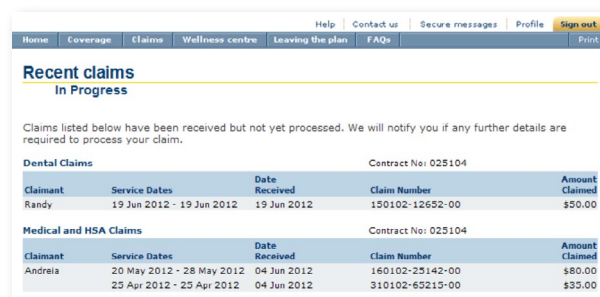 Help Contact us Secure messages Profile Sign out
Home Coverage Claims Wellness centre Leaving the plan FAQs Print
Recent claims
In Progress
Claims listed below have been received but not yet processed. We will notify you if any further details are
required to process your claim.
Dental Claims Contract No: 025104
Claimant Service Dates Date Received Claim Number Amount Claimed
Randy 19 Jun 2012 - 19 Jun 2012 19 Jun 2012 150102-12652-00 $50.00
Medical and HSA Claims Contract No: 025104
Claimant Service Dates Date Received Claim Number Amount Claimed
Andreia 20 May 2012 - 28 May 2012 04 Jun 2012 160102-25142-00 $80.00
25 Apr 2012 - 25 Apr 2012 04 Jun 2012 310102-65215-00 $35.00